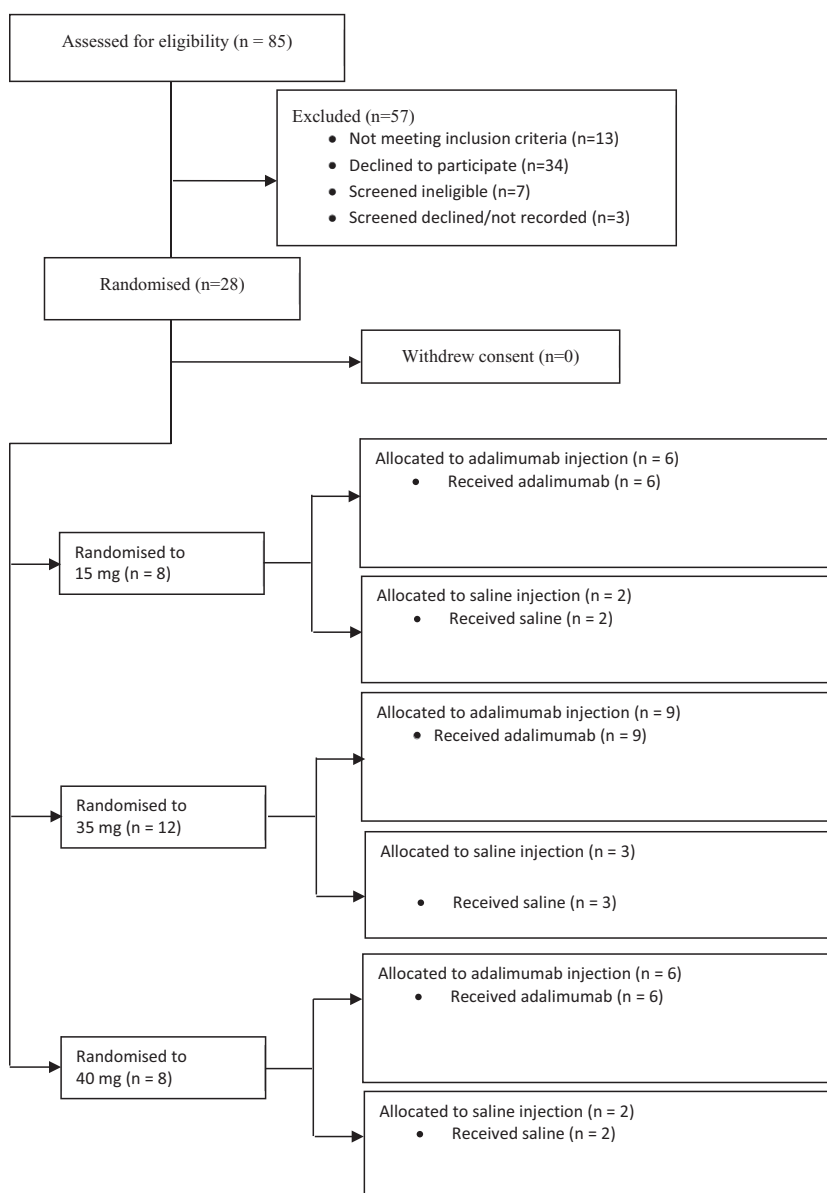 Assessed for eligibility (n = 85)
Excluded (n=57)
• Not meeting inclusion criteria (n=13)
• Declined to participate (n=34)
• Screened ineligible (n=7)
• Screened declined/not recorded (n=3)
Randomised (n=28)
Withdrew consent (n=0)
Allocated to adalimumab injection (n = 6)
• Received adalimumab (n = 6)
Randomised to
15 mg (n = 8)
Allocated to saline injection (n = 2)
• Received saline (n = 2)
Allocated to adalimumab injection (n = 9)
• Received adalimumab (n = 9)
Randomised to
35 mg (n = 12)
Allocated to saline injection (n = 3)
• Received saline (n = 3)
Allocated to adalimumab injection (n = 6)
• Received adalimumab (n = 6)
Randomised to
40 mg (n = 8)
Allocated to saline injection (n = 2)
• Received saline (n = 2)